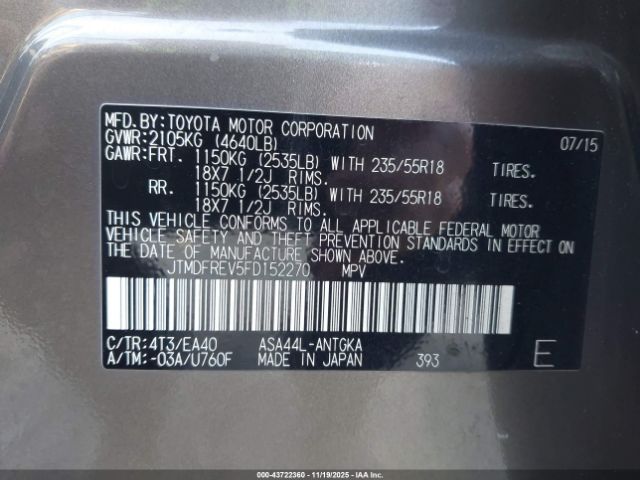 MFD.BY:TOYOTA MOTOR CORPORATION 07/15
GVWR:2105KG (4640LB)
GAWR:FRT. 1150KG (2535LB) WITH 235/55R18 TIRES.
18X7 1/2J RIMS.
RR. 1150KG (2535LB) WITH 235/55R18 TIRES.
18X7 1/2J RIMS.
THIS VEHICLE CONFORMS TO ALL APPLICABLE FEDERAL MOTOR
VEHICLE SAFETY AND THEFT PREVENTION STANDARDS IN EFFECT ON
THE DATE OF MANUFACTURE SHOWN ABOVE.
JTMDFREV5FD152270 MPV
C/TR:4T3/EA40 ASA44L-ANTGKA
A/TM:-03A/U760F MADE IN JAPAN 393 E
000-43722360 - 11/19/2025 - IAAI.com